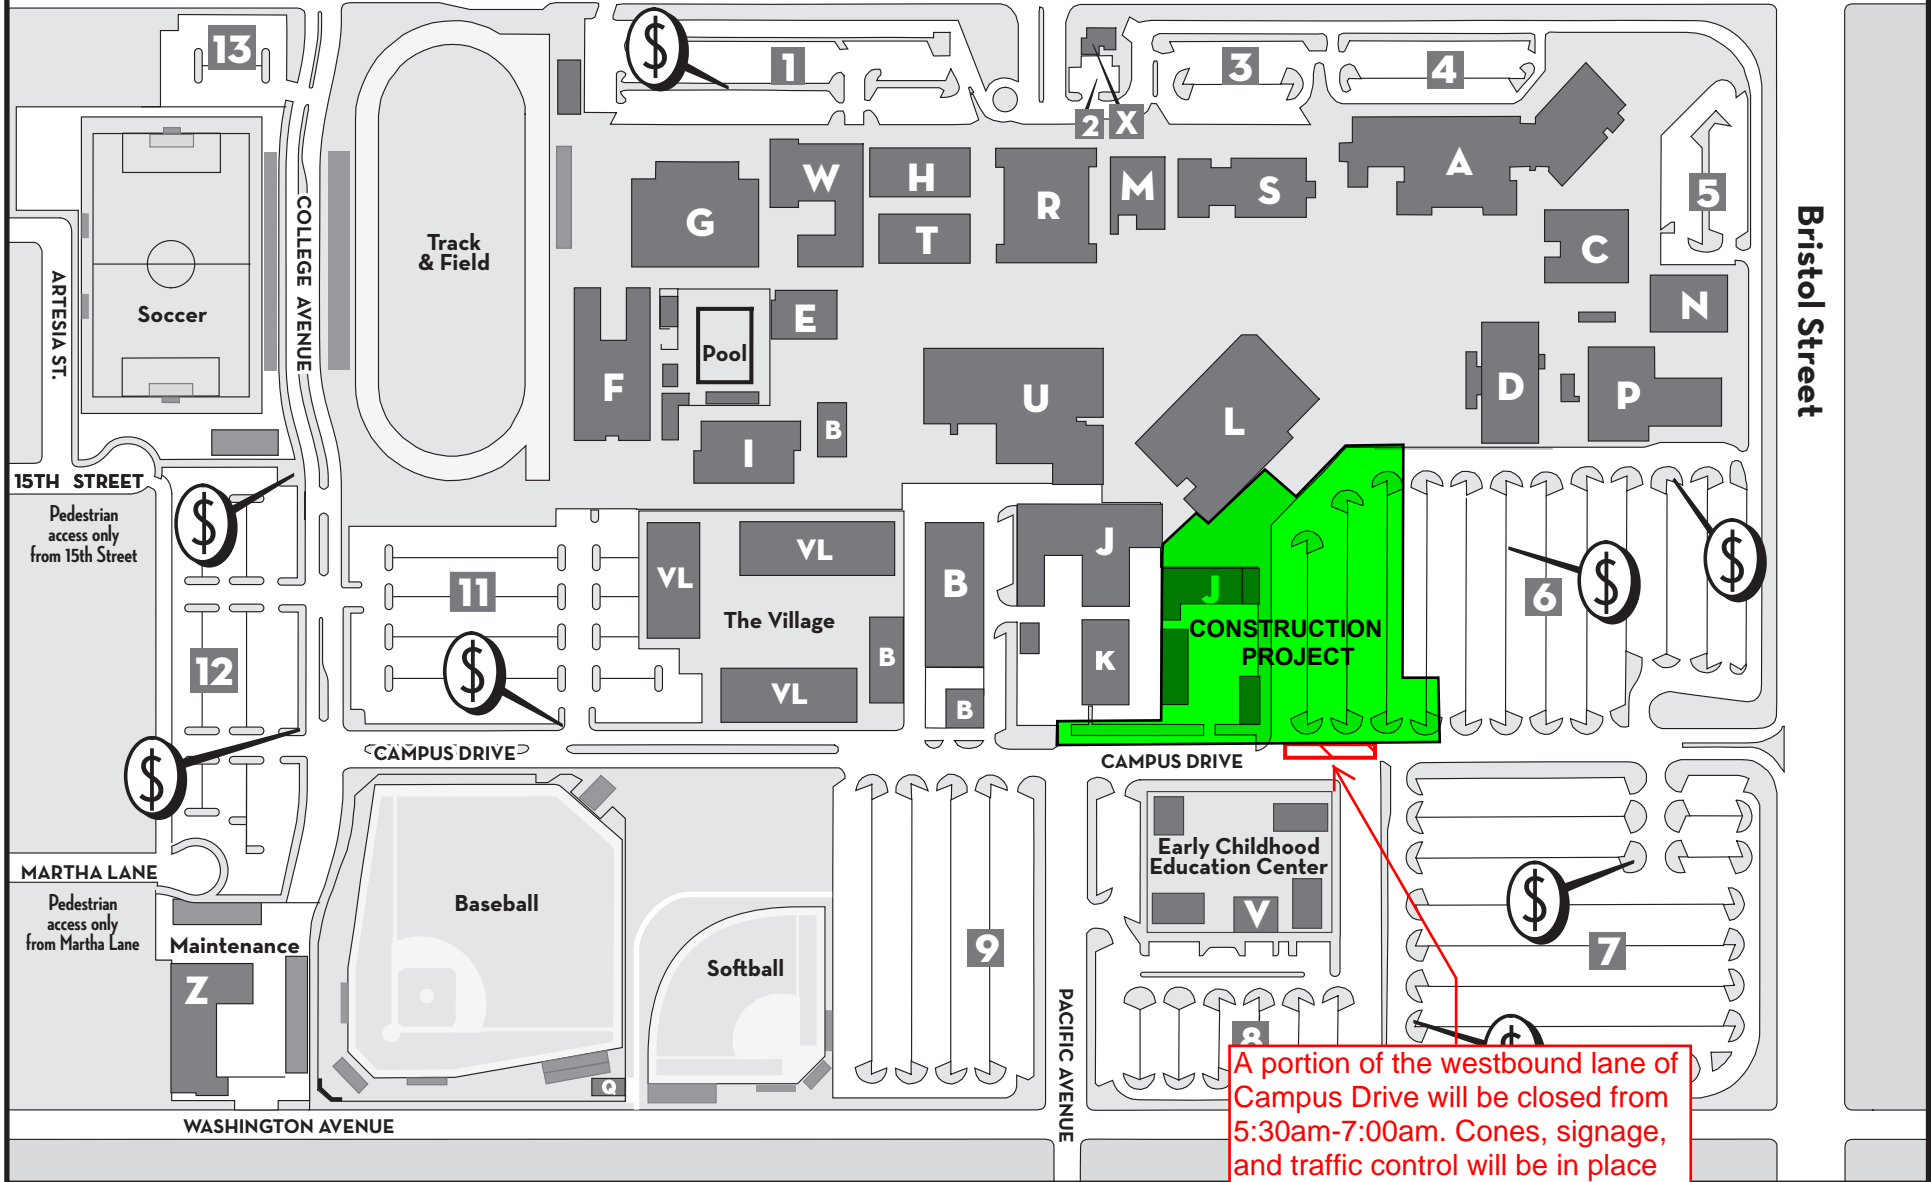 13
$
1
3
4
2
X
5
COLLEGE AVENUE
ARTESIA ST.
Bristol Street
Track
& Field
Soccer
G
W
H
T
R
M
S
A
C
N
E
Pool
F
U
L
D
P
I
B
15TH STREET
Pedestrian
access only
from 15th Street
$
VL
VL
The Village
VL
B
B
B
J
J
K
CONSTRUCTION
PROJECT
6
$
$
11
$
12
$
CAMPUS DRIVE
CAMPUS DRIVE
MARTHA LANE
Pedestrian
access only
from Martha Lane
Maintenance
Z
Baseball
Softball
Q
9
Early Childhood
Education Center
V
8
7
$
$
PACIFIC AVENUE
WASHINGTON AVENUE
A portion of the westbound lane of
Campus Drive will be closed from
5:30am-7:00am. Cones, signage,
and traffic control will be in place